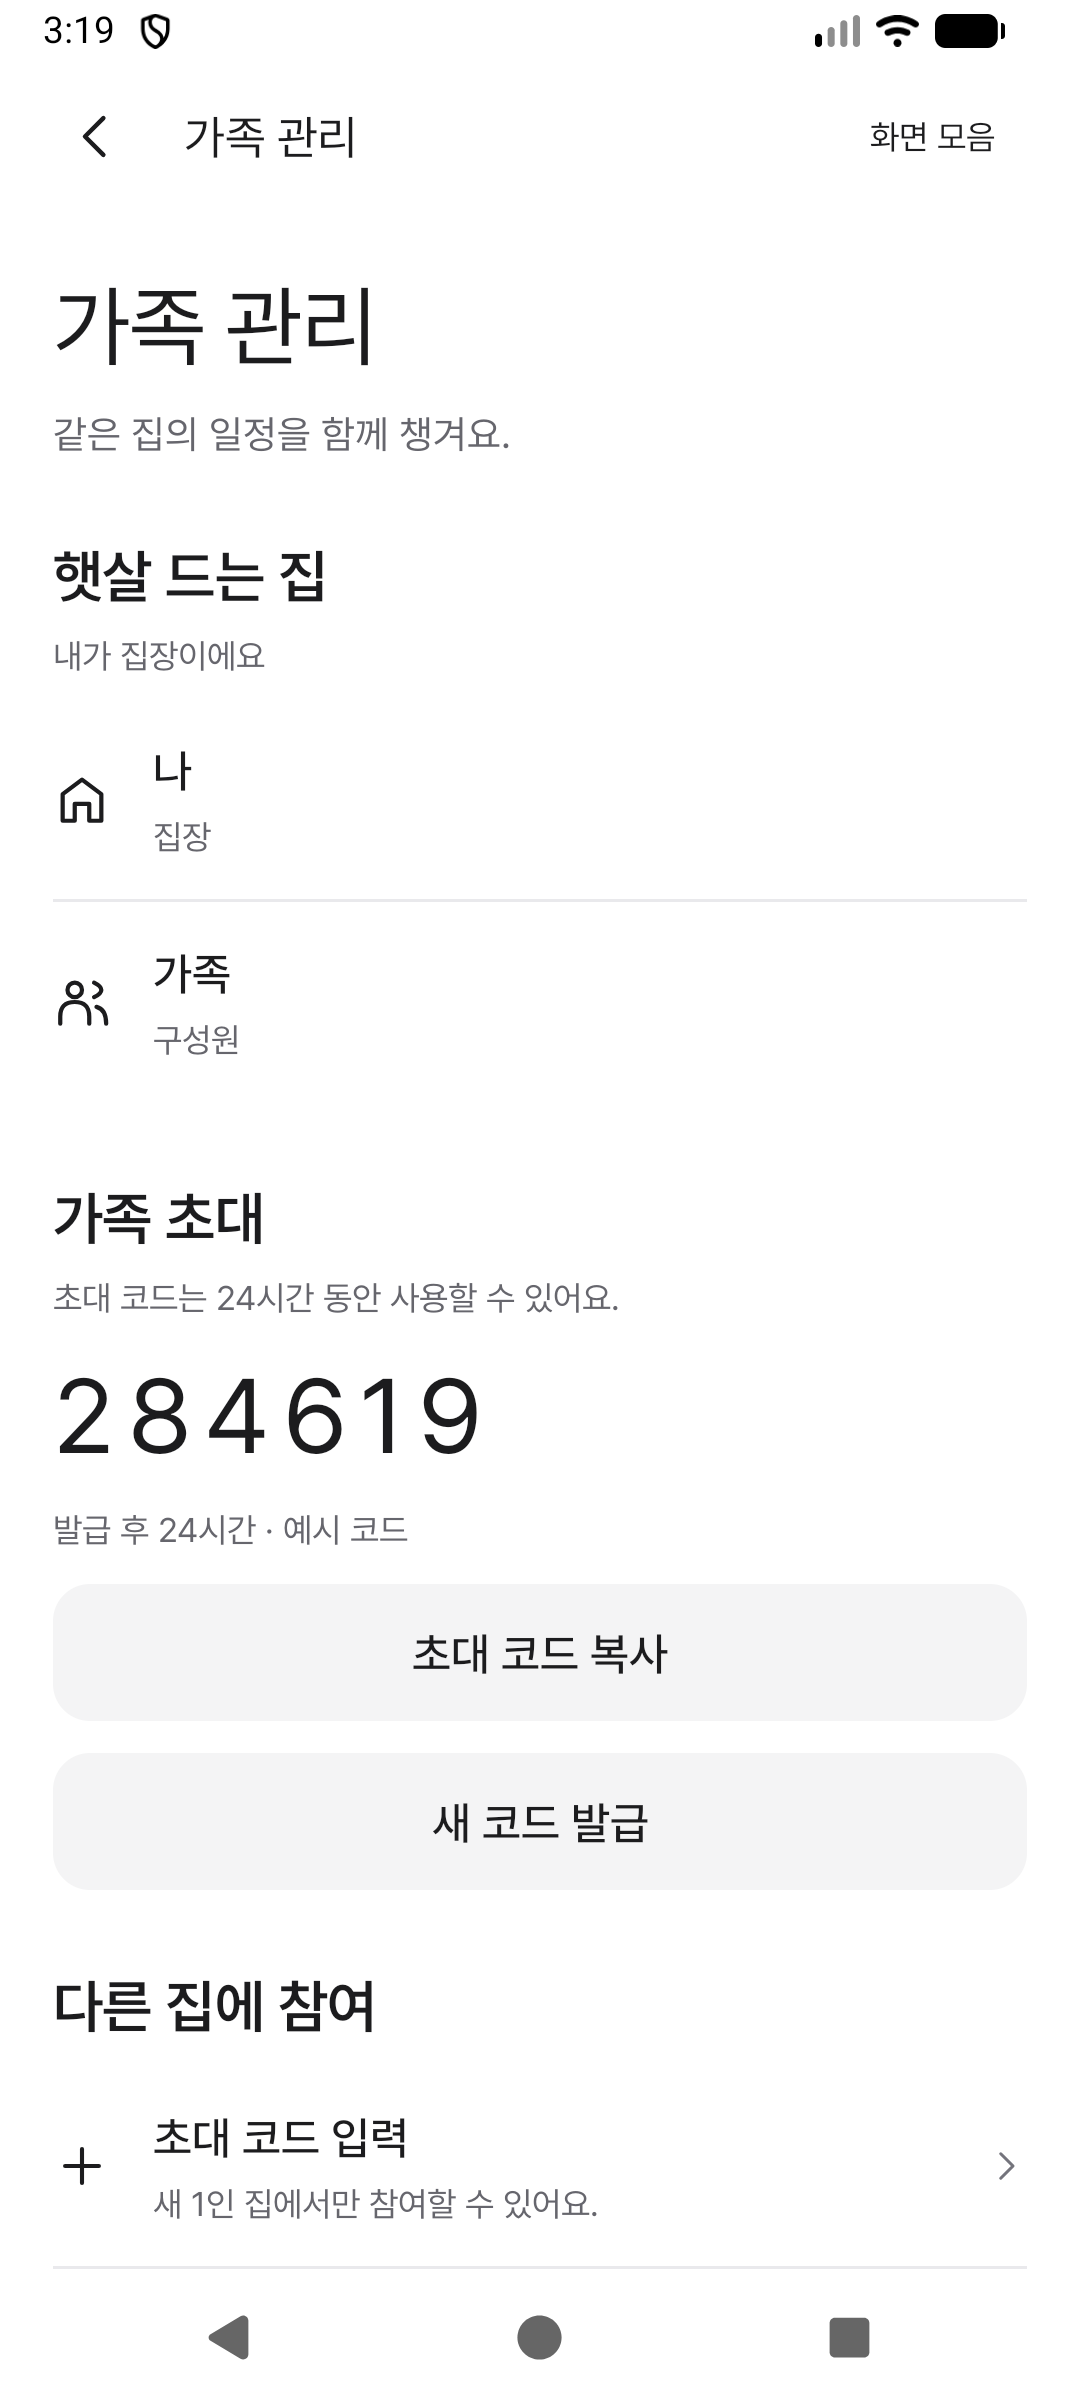 3:19
가족 관리
화면 모음
가족 관리
같은 집의 일정을 함께 챙겨요.
햇살 드는 집
내가 집장이에요
나
집장
가족
구성원
가족 초대
초대 코드는 24시간 동안 사용할 수 있어요.
284619
발급 후 24시간 · 예시 코드
초대 코드 복사
새 코드 발급
다른 집에 참여
초대 코드 입력
새 1인 집에서만 참여할 수 있어요.